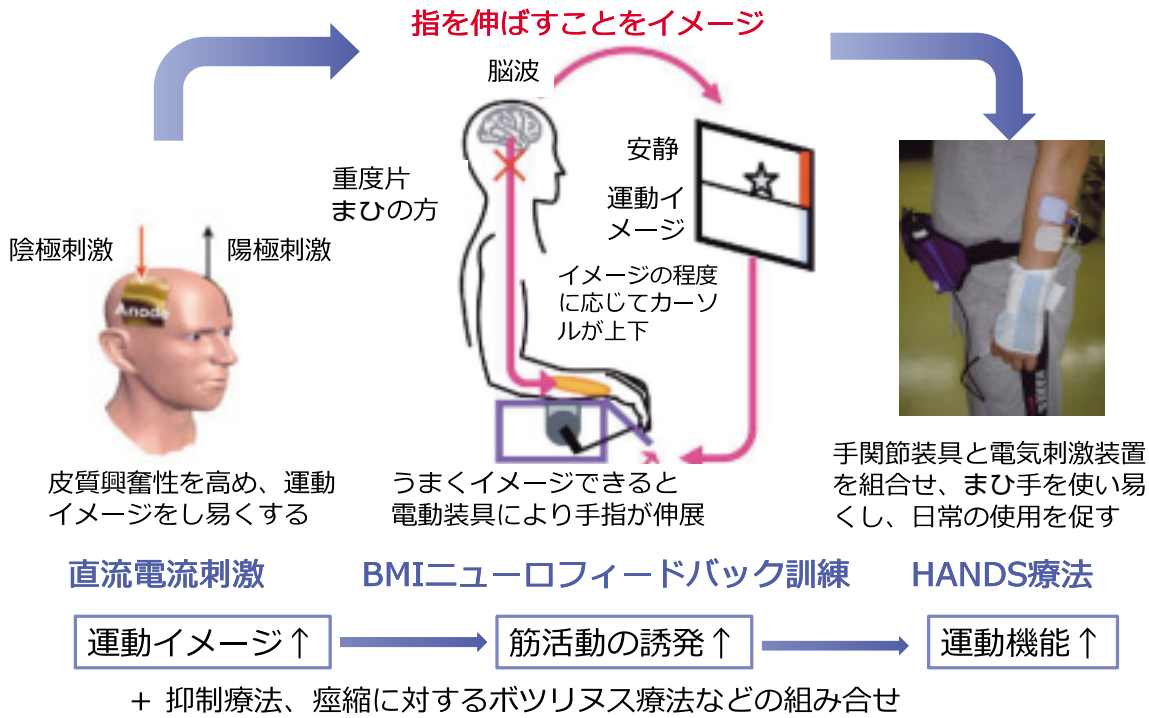 指を伸ばすことをイメージ
脳波
重度片
まひの方
安静
運動イ
メージ
イメージの程度
に応じてカーソ
ルが上下
陰極刺激
陽極刺激
Anode
皮質興奮性を高め、運動
イメージをし易くする
うまくイメージできると
電動装具により手指が伸展
手関節装具と電気刺激装置
を組合せ、まひ手を使い易
くし、日常の使用を促す
直流電流刺激
BMIニューロフィードバック訓練
HANDS療法
運動イメージ↑
筋活動の誘発↑
運動機能↑
+ 抑制療法、痙縮に対するボツリヌス療法などの組み合せ